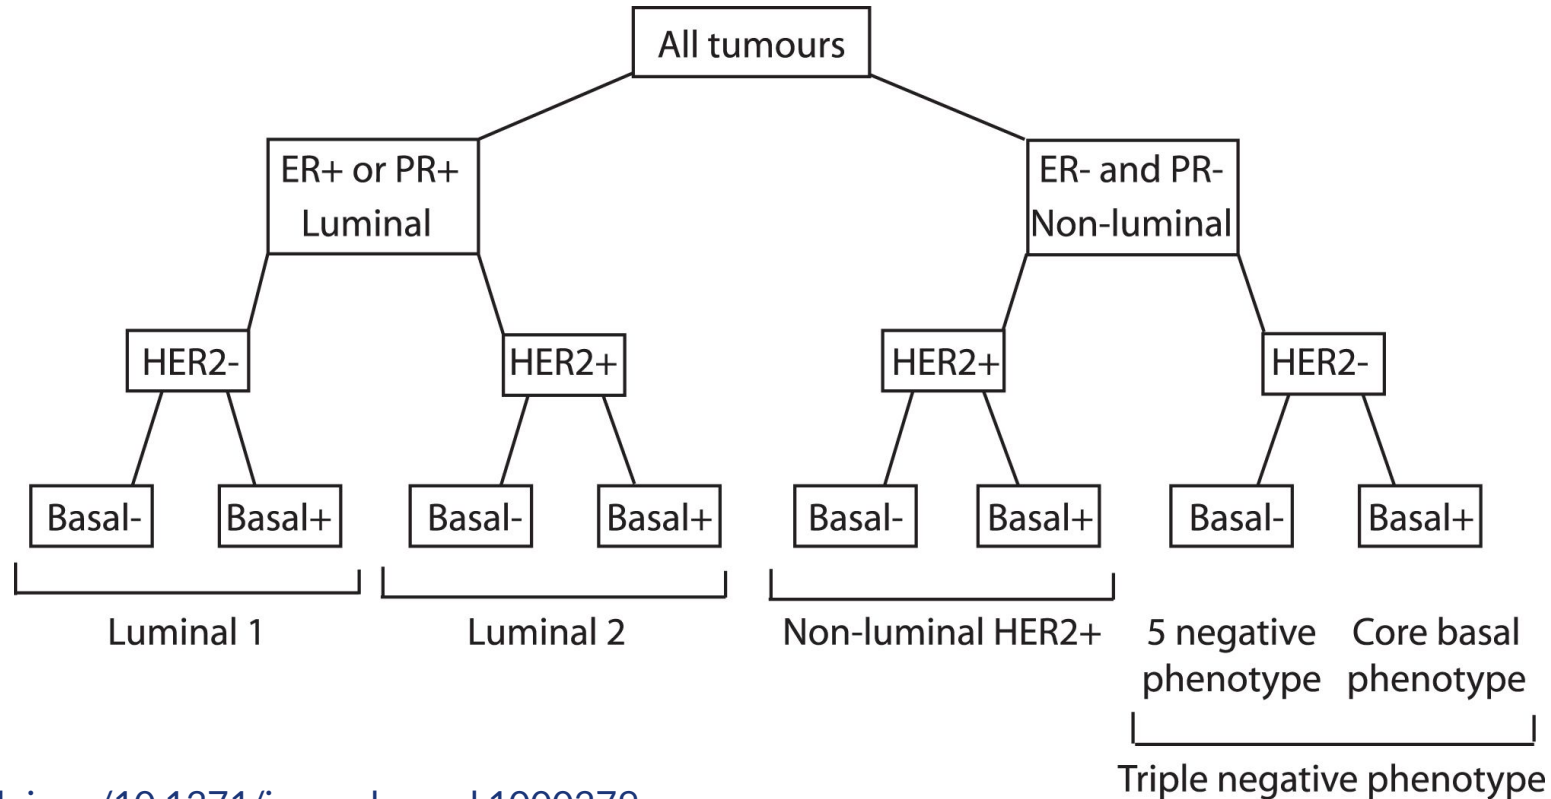 All tumours
ER+ or PR+
Luminal
ER- and PR-
Non-luminal
HER2-
HER2+
HER2+
HER2-
Basal-
Basal+
Basal-
Basal+
Basal-
Basal+
Basal-
Basal+
Luminal 1
Luminal 2
Non-luminal HER2+
5 negative
phenotype
Core basal
phenotype
Triple negative phenotype